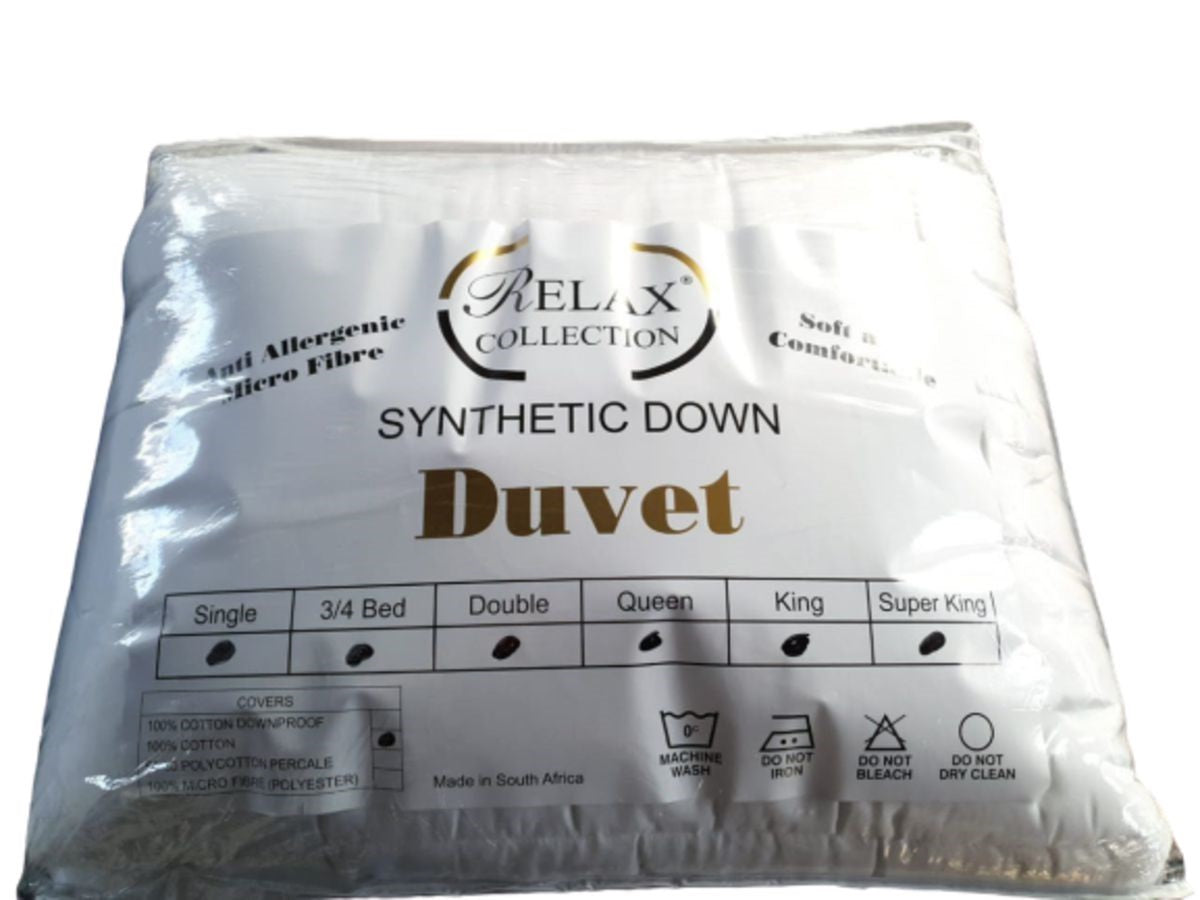 RELAX®
COLLECTION
Anti Allergenic
Micro Fibre
Soft
SYNTHETIC DOWN
Duvet
Single 3/4 Bed Double Queen King Super King
COVERS
100% COTTON DOWNPROOF
100% COTTON
POLYCOTTON PERCALE
100% MICRO FIBRE (POLYESTER)
Made in South Africa
0c
MACHINE
WASH
DO NOT
IRON
DO NOT
BLEACH
DO NOT
DRY CLEAN